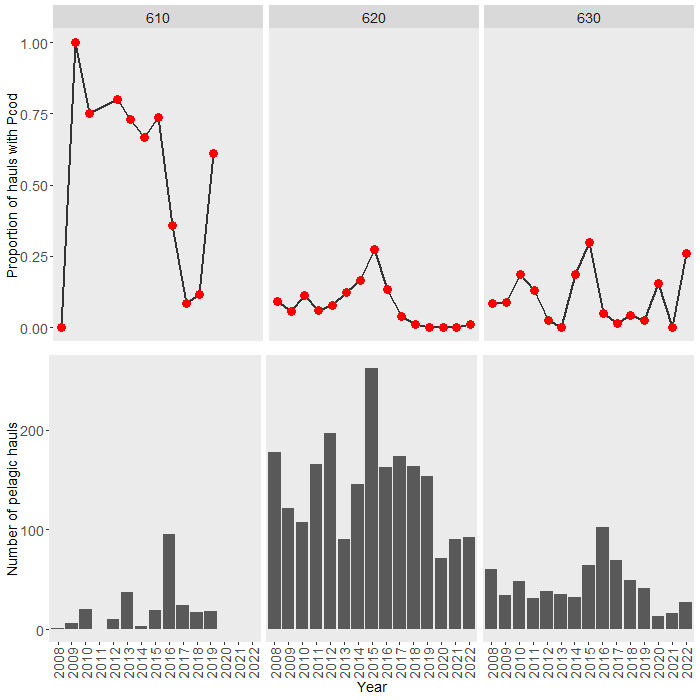 610 620 630
Proportion of hauls with Pcod
1.00
0.75
0.50
0.25
0.00
Number of pelagic hauls
200
100
0
2008 2009 2010 2011 2012 2013 2014 2015 2016 2017 2018 2019 2020 2021 2022 2008 2009 2010 2011 2012 2013 2014 2015 2016 2017 2018 2019 2020 2021 2022 2008 2009 2010 2011 2012 2013 2014 2015 2016 2017 2018 2019 2020 2021 2022
Year